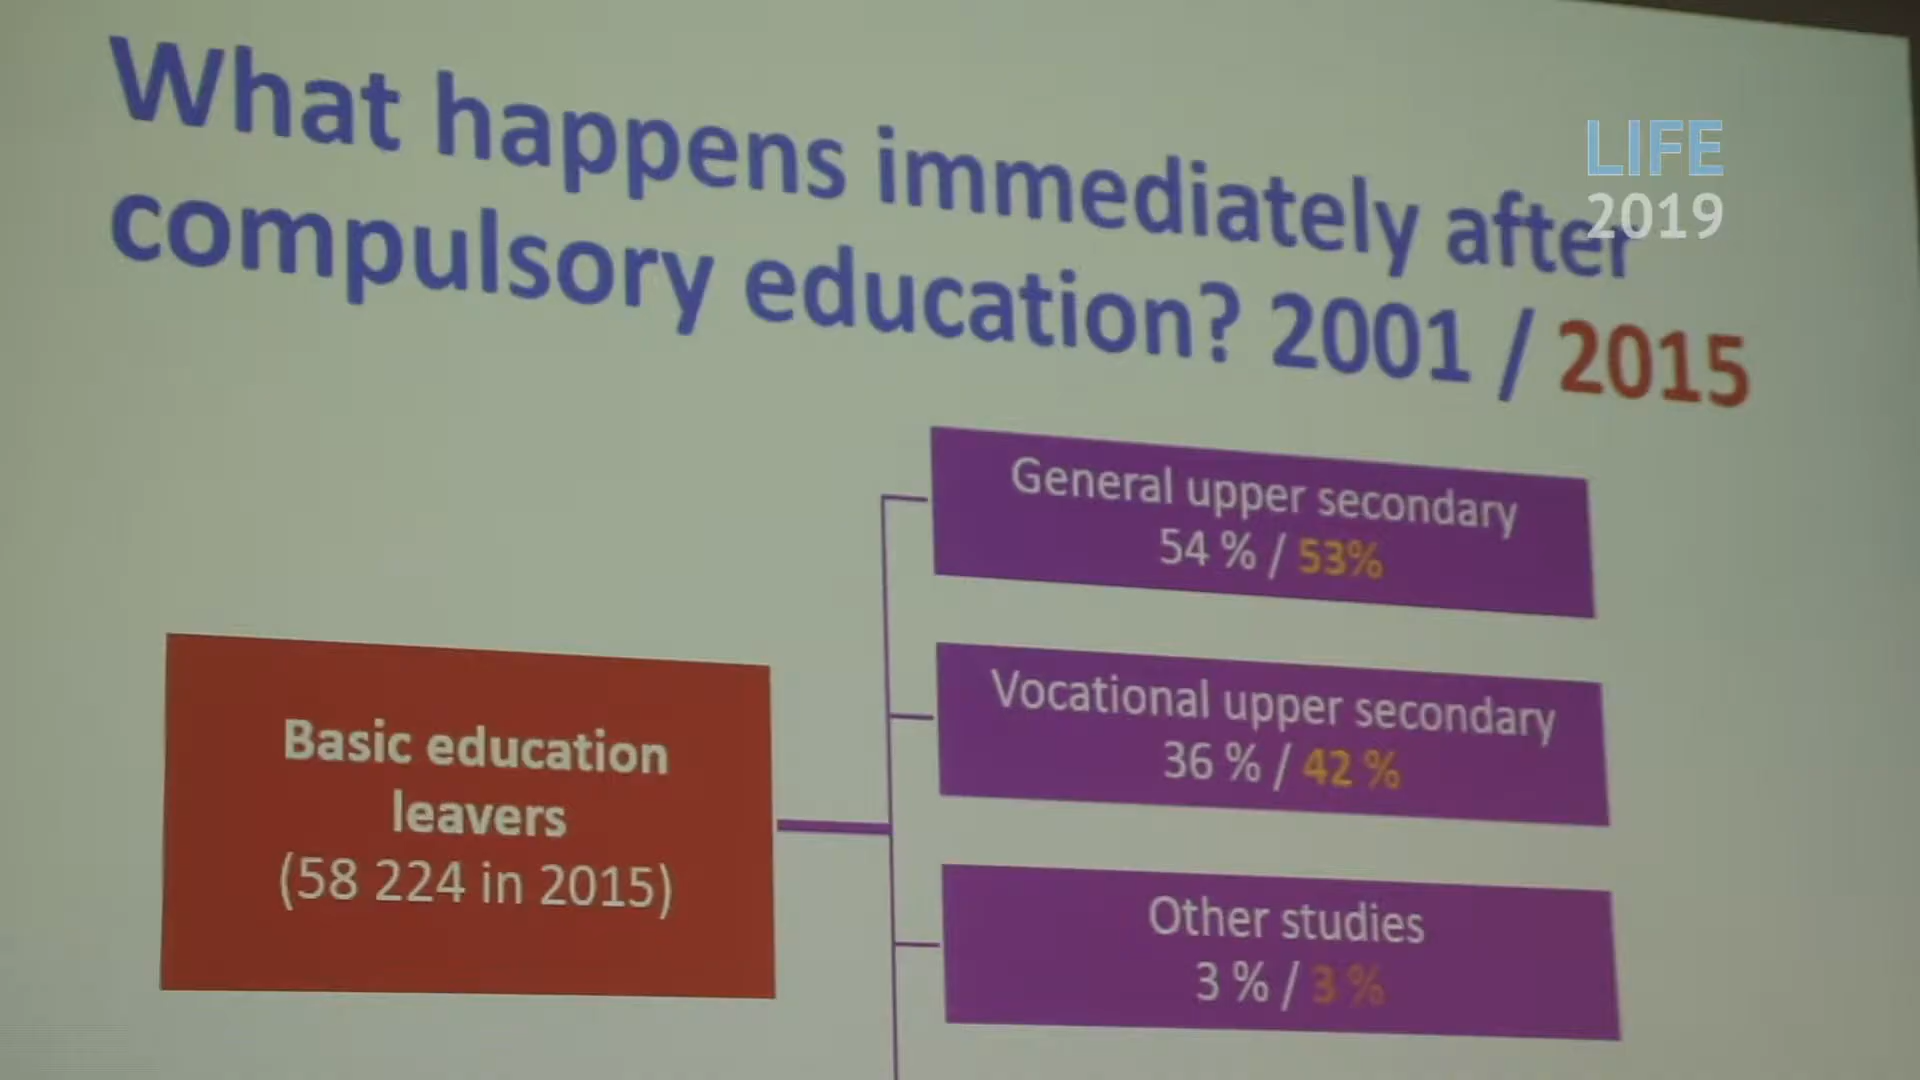 What happens immediately after
compulsory education? 2001 / 2015
LIFE
2019
General upper secondary
54 % / 53%
Vocational upper secondary
36 % / 42 %
Basic education
leavers
(58 224 in 2015)
Other studies
3 % / 3 %